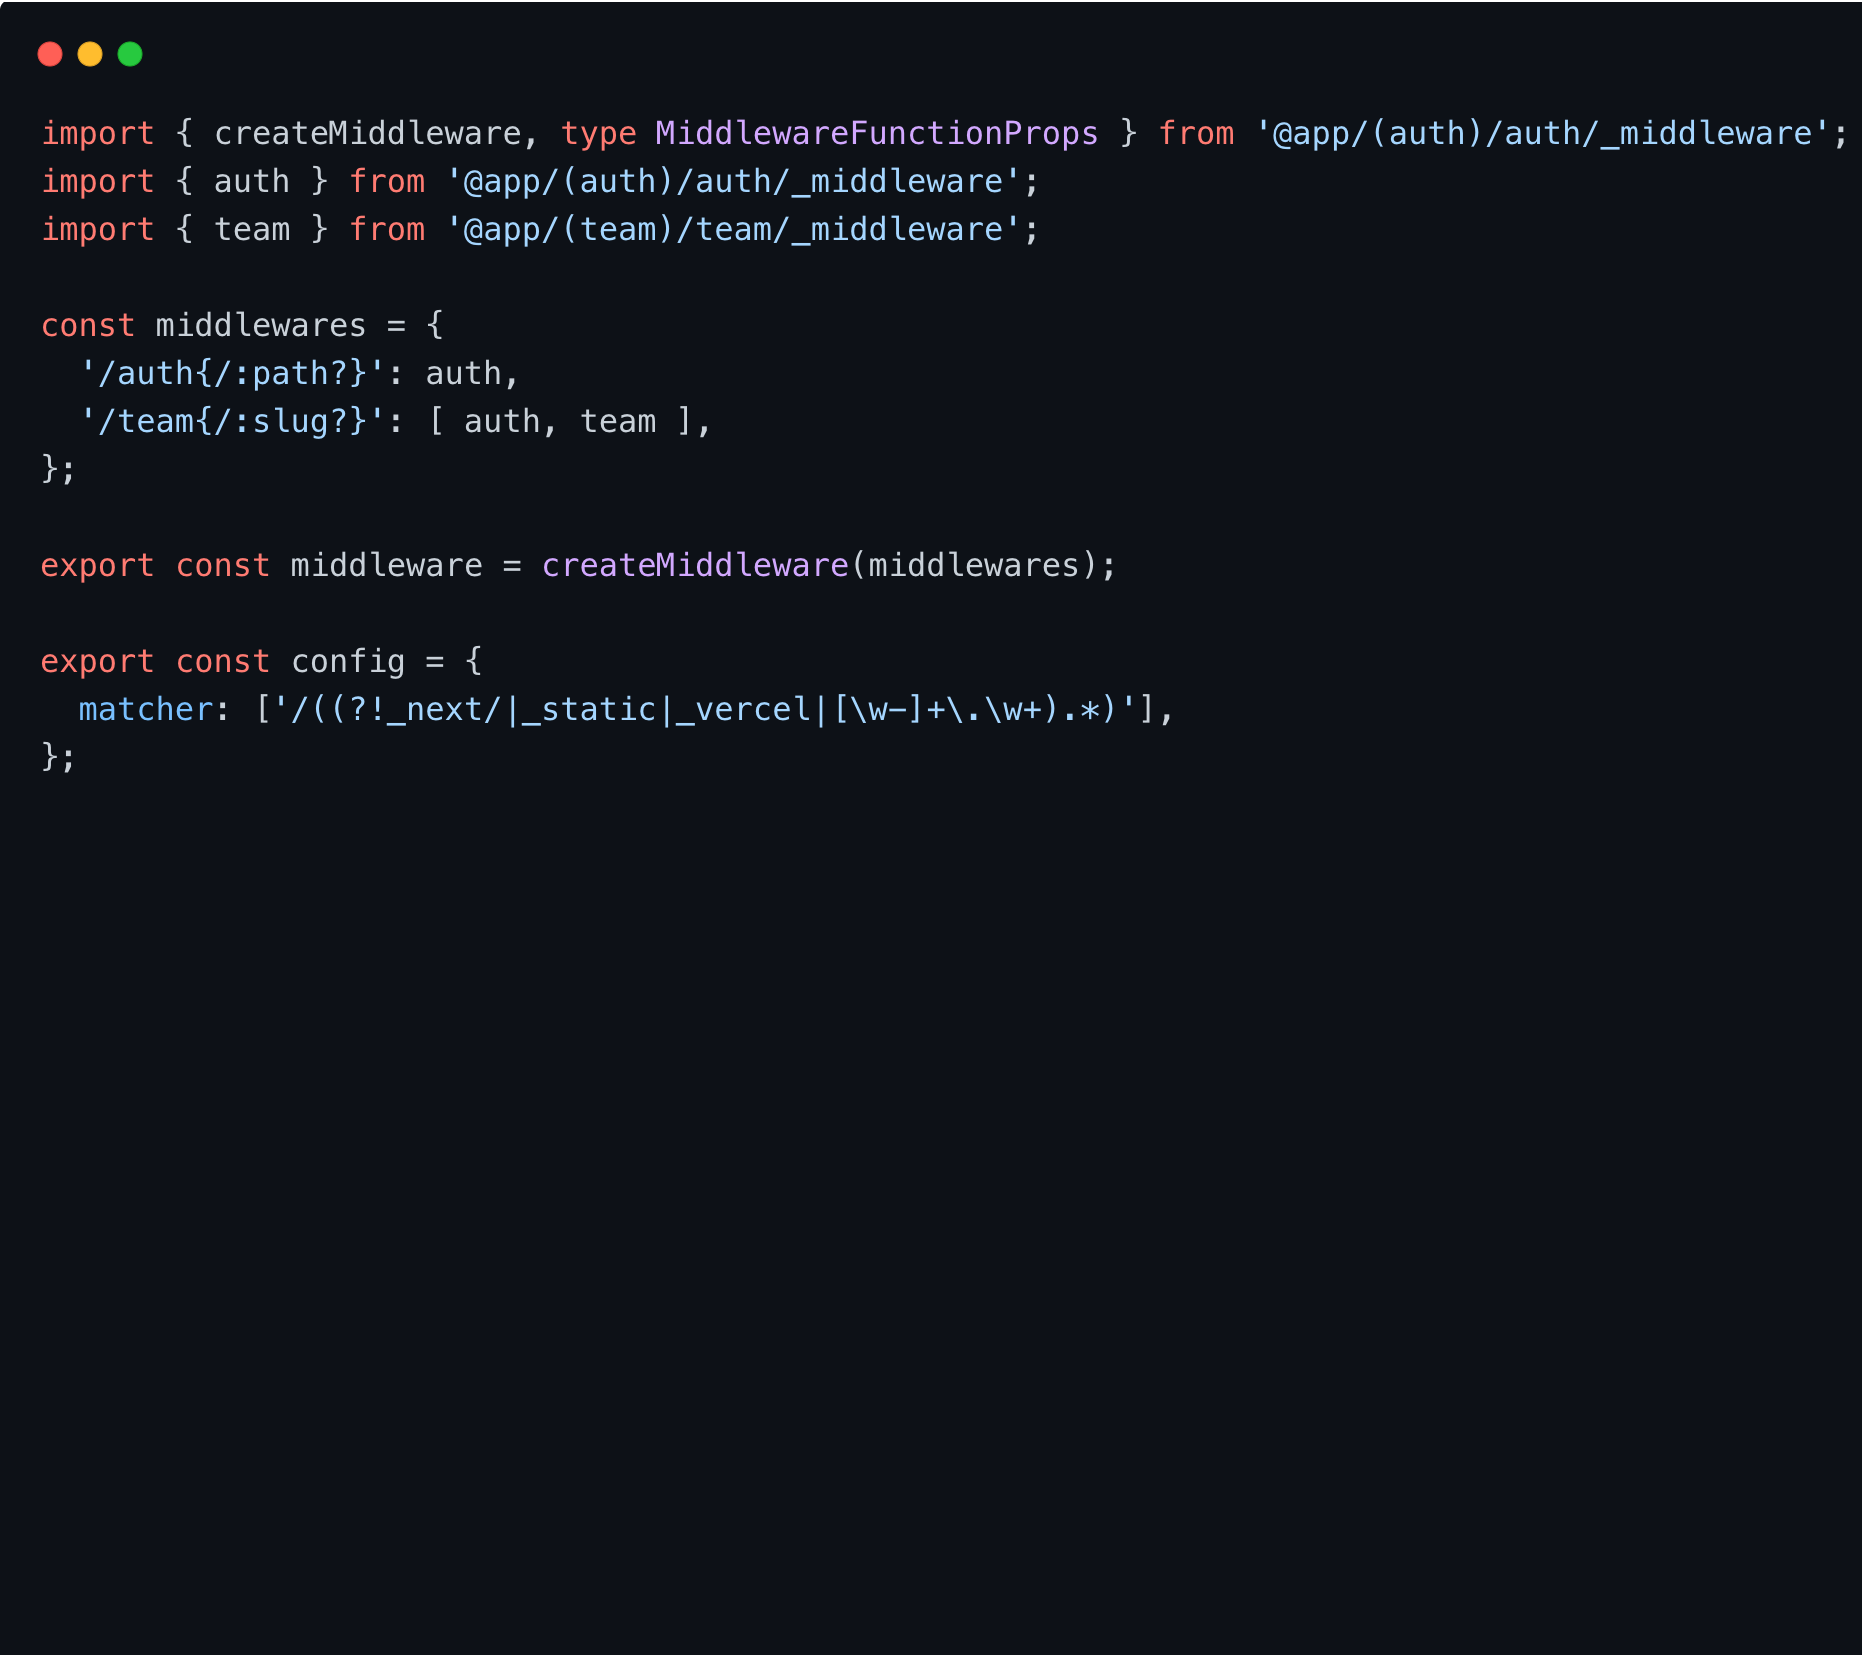 import { createMiddleware, type MiddlewareFunctionProps } from '@app/(auth)/auth/_middleware';
import { auth } from '@app/(auth)/auth/_middleware';
import { team } from '@app/(team)/team/_middleware';

const middlewares = {
  '/auth{/:path?}': auth,
  '/team{/:slug?}': [ auth, team ],
};

export const middleware = createMiddleware(middlewares);

export const config = {
  matcher: ['/((?!_next/|_static|_vercel|[\w-]+\.\w+).*)'],
};